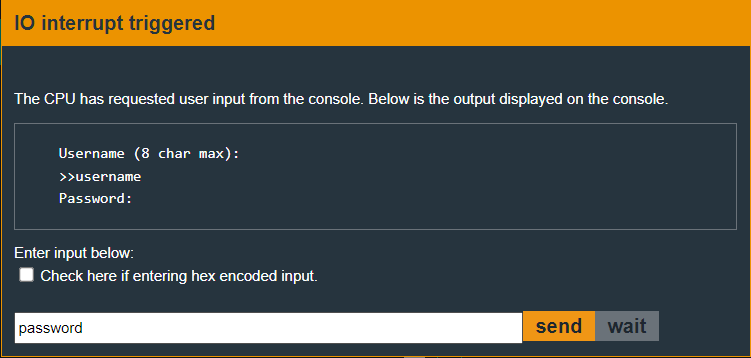 IO interrupt triggered
The CPU has requested user input from the console. Below is the output displayed on the console.
Username (8 char max):
>>username
Password:
Enter input below:
Check here if entering hex encoded input.
password send wait